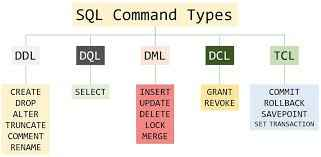 SQL Command Types
DDL
DQL
DML
DCL
TCL
CREATE
DROP
ALTER
TRUNCATE
COMMENT
RENAME
SELECT
INSERT
UPDATE
DELETE
LOCK
MERGE
GRANT
REVOKE
COMMIT
ROLLBACK
SAVEPOINT
SET TRANSACTION